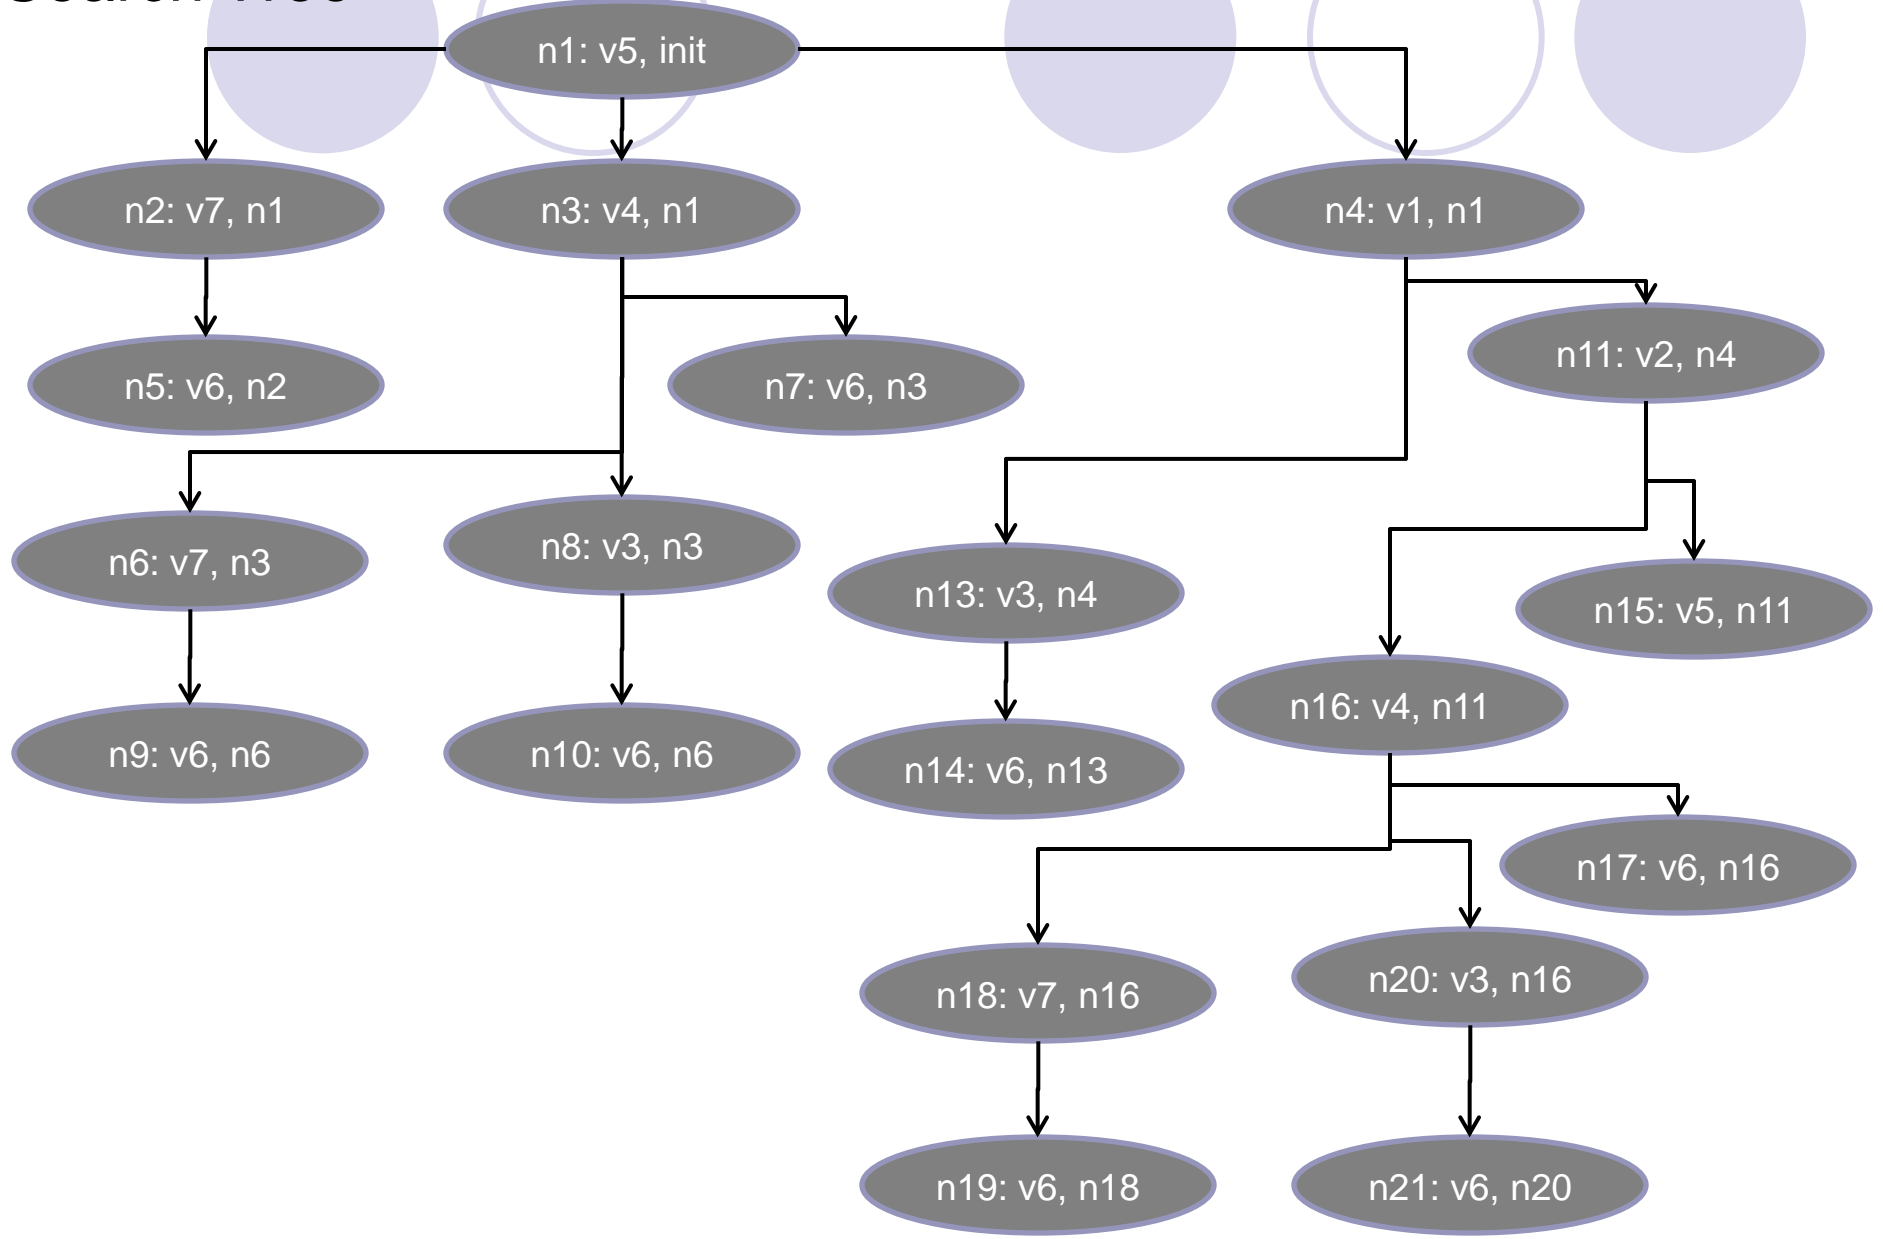 n1: v5, init
n2: v7, n1
n3: v4, n1
n4: v1, n1
n11: v2, n4
n5: v6, n2
n7: v6, n3
n6: v7, n3
n8: v3, n3
n13: v3, n4
n15: v5, n11
n16: v4, n11
n9: v6, n6
n10: v6, n6
n14: v6, n13
n17: v6, n16
n18: v7, n16
n20: v3, n16
n19: v6, n18
n21: v6, n20